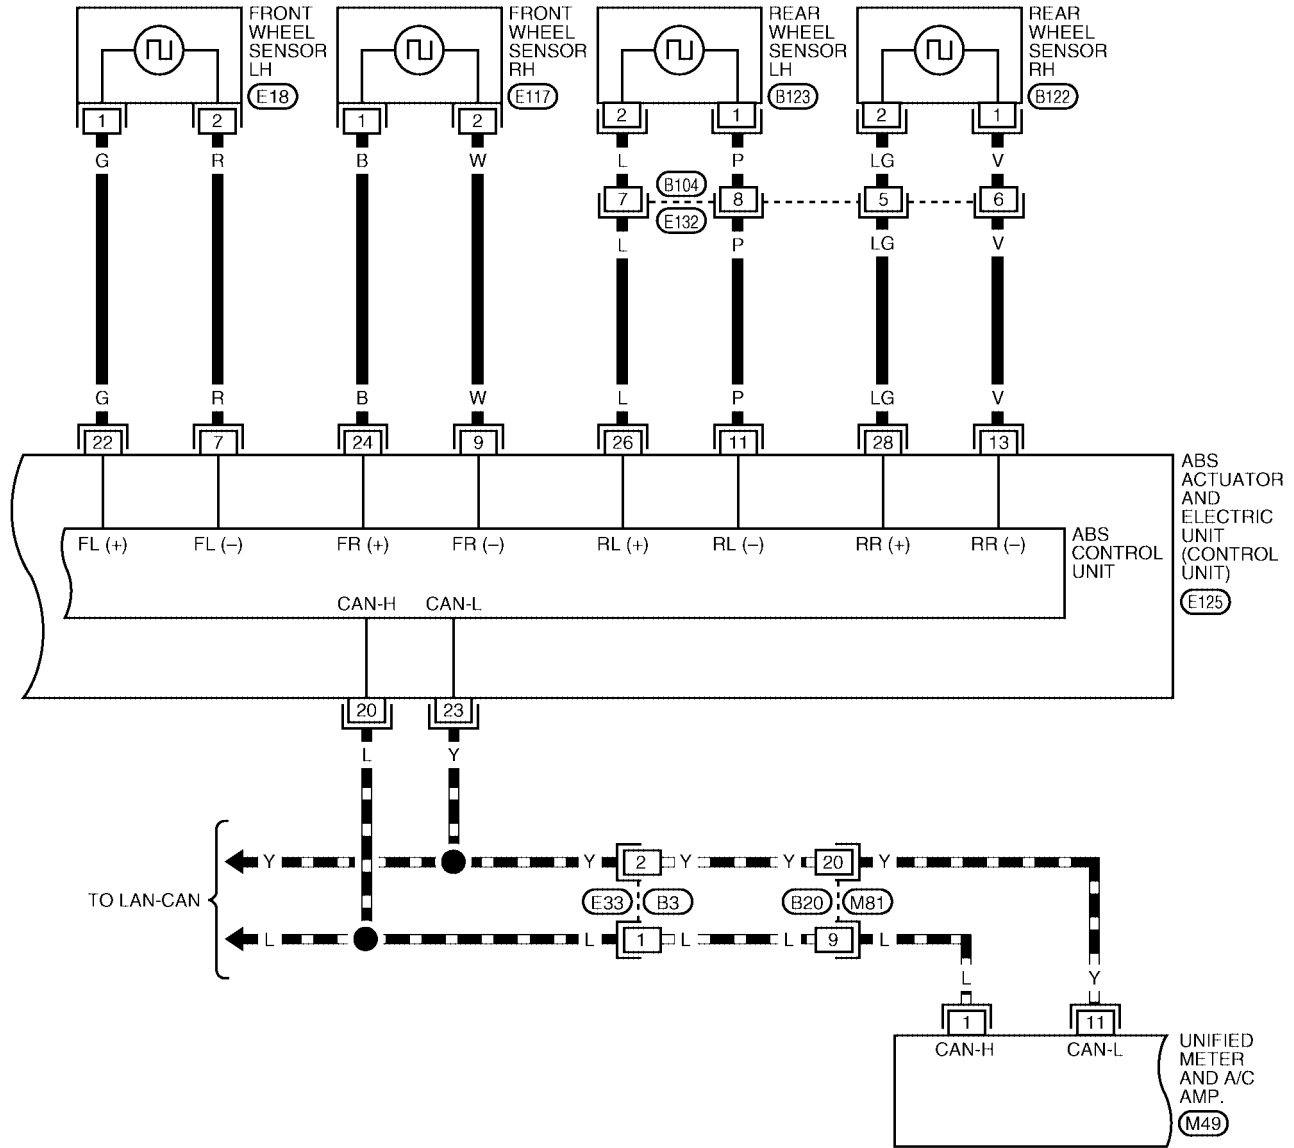 FRONT
WHEEL
SENSOR
LH
E18
FRONT
WHEEL
SENSOR
RH
E117
REAR
WHEEL
SENSOR
LH
B123
REAR
WHEEL
SENSOR
RH
B122
1 2 1 2 2 1 2 1
G R B W L P LG V
B104
7 8 5 6
E132
L P LG V
G R B W L P LG V
22 7 24 9 26 11 28 13
ABS
ACTUATOR
AND
ELECTRIC
UNIT
(CONTROL
UNIT)
E125
FL (+) FL (–) FR (+) FR (–) RL (+) RL (–) RR (+) RR (–)
ABS
CONTROL
UNIT
CAN-H CAN-L
20 23
L Y
Y Y 2 Y Y 20 Y
TO LAN-CAN
E33 B3 B20 M81
L L 1 L L 9 L
L Y
1 11
CAN-H CAN-L
UNIFIED
METER
AND A/C
AMP.
M49